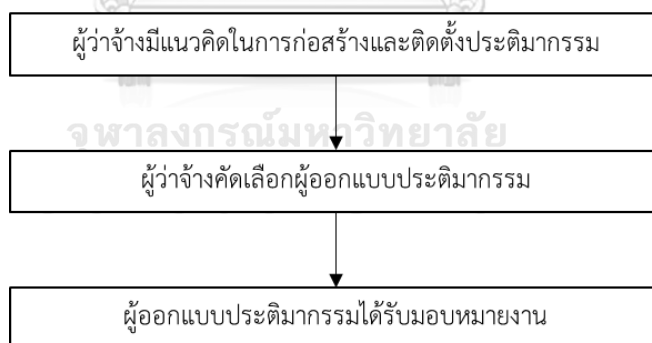 ผู้ว่าจ้างมีแนวคิดในการก่อสร้างและติดตั้งประติมากรรม
จุฬาลงกรณ์มหาวิทยาลัย
ผู้ว่าจ้างคัดเลือกผู้ออกแบบประติมากรรม
ผู้ออกแบบประติมากรรมได้รับมอบหมายงาน